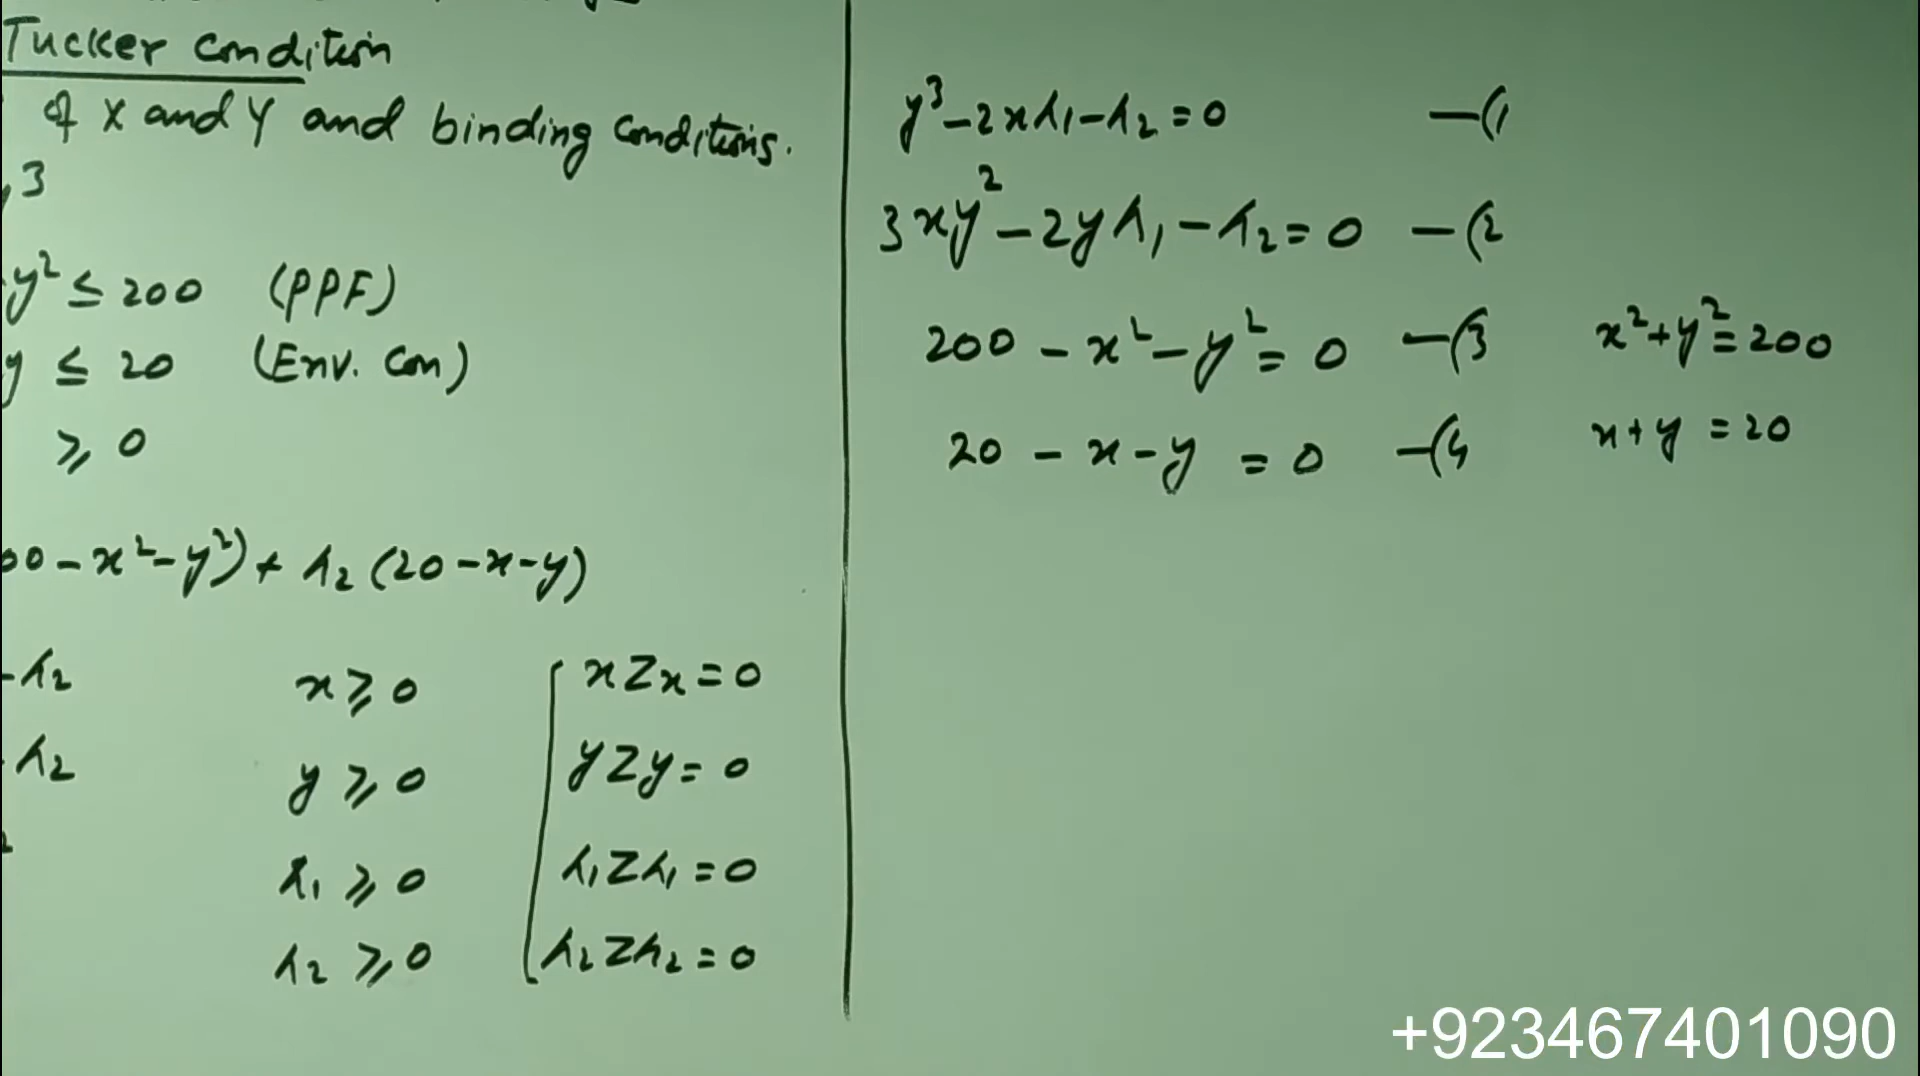 Tucker condition
of X and Y and binding conditions.
, 3
y² ≤ 200 (PPF)
y ≤ 20 (Env. Con)
≥ 0
00 - x² - y²) + λ₂ (20 - x - y)
- λ₂ x ≥ 0 xZx = 0
λ₂ y ≥ 0 yZy = 0
λ₁ ≥ 0 λ₁Zλ₁ = 0
λ₂ ≥ 0 λ₂Zλ₂ = 0
y³ - 2xλ₁ - λ₂ = 0 — (1
3xy² - 2yλ₁ - λ₂ = 0 — (2
200 - x² - y² = 0 — (3 x² + y² = 200
20 - x - y = 0 — (4 x + y = 20
+923467401090